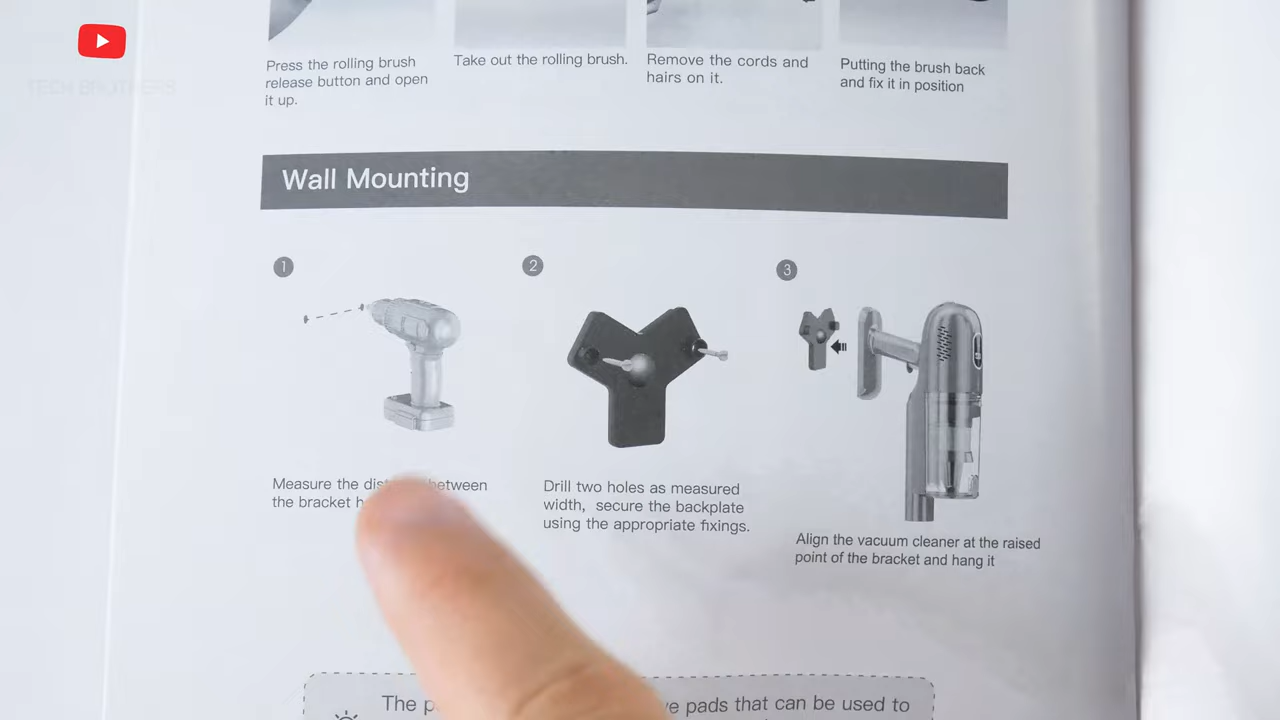 TECH BROTHERS
Press the rolling brush
release button and open
it up.
Take out the rolling brush.
Remove the cords and
hairs on it.
Putting the brush back
and fix it in position
Wall Mounting
1
2
3
Measure the between
the bracket
Drill two holes as measured
width, secure the backplate
using the appropriate fixings.
Align the vacuum cleaner at the raised
point of the bracket and hang it
The pads that can be used to